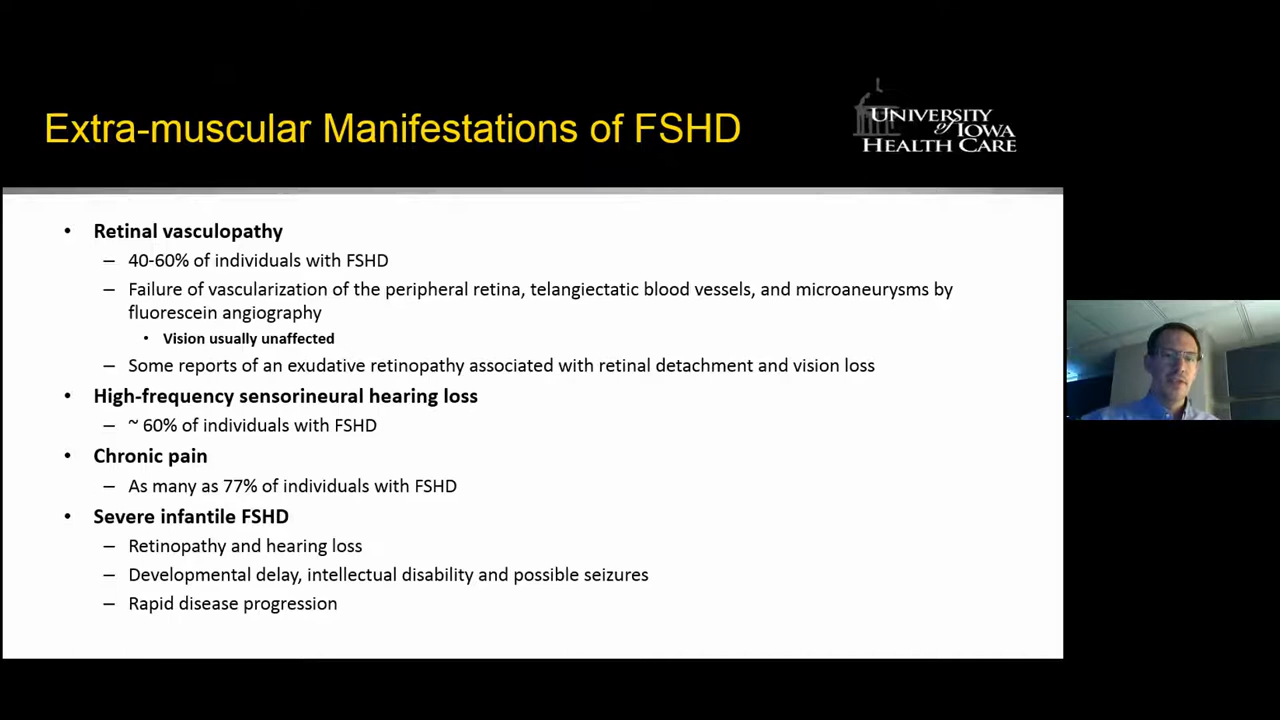 Extra-muscular Manifestations of FSHD
UNIVERSITY
of IOWA
HEALTH CARE
• Retinal vasculopathy
– 40-60% of individuals with FSHD
– Failure of vascularization of the peripheral retina, telangiectatic blood vessels, and microaneurysms by
fluorescein angiography
• Vision usually unaffected
– Some reports of an exudative retinopathy associated with retinal detachment and vision loss
• High-frequency sensorineural hearing loss
– ~ 60% of individuals with FSHD
• Chronic pain
– As many as 77% of individuals with FSHD
• Severe infantile FSHD
– Retinopathy and hearing loss
– Developmental delay, intellectual disability and possible seizures
– Rapid disease progression